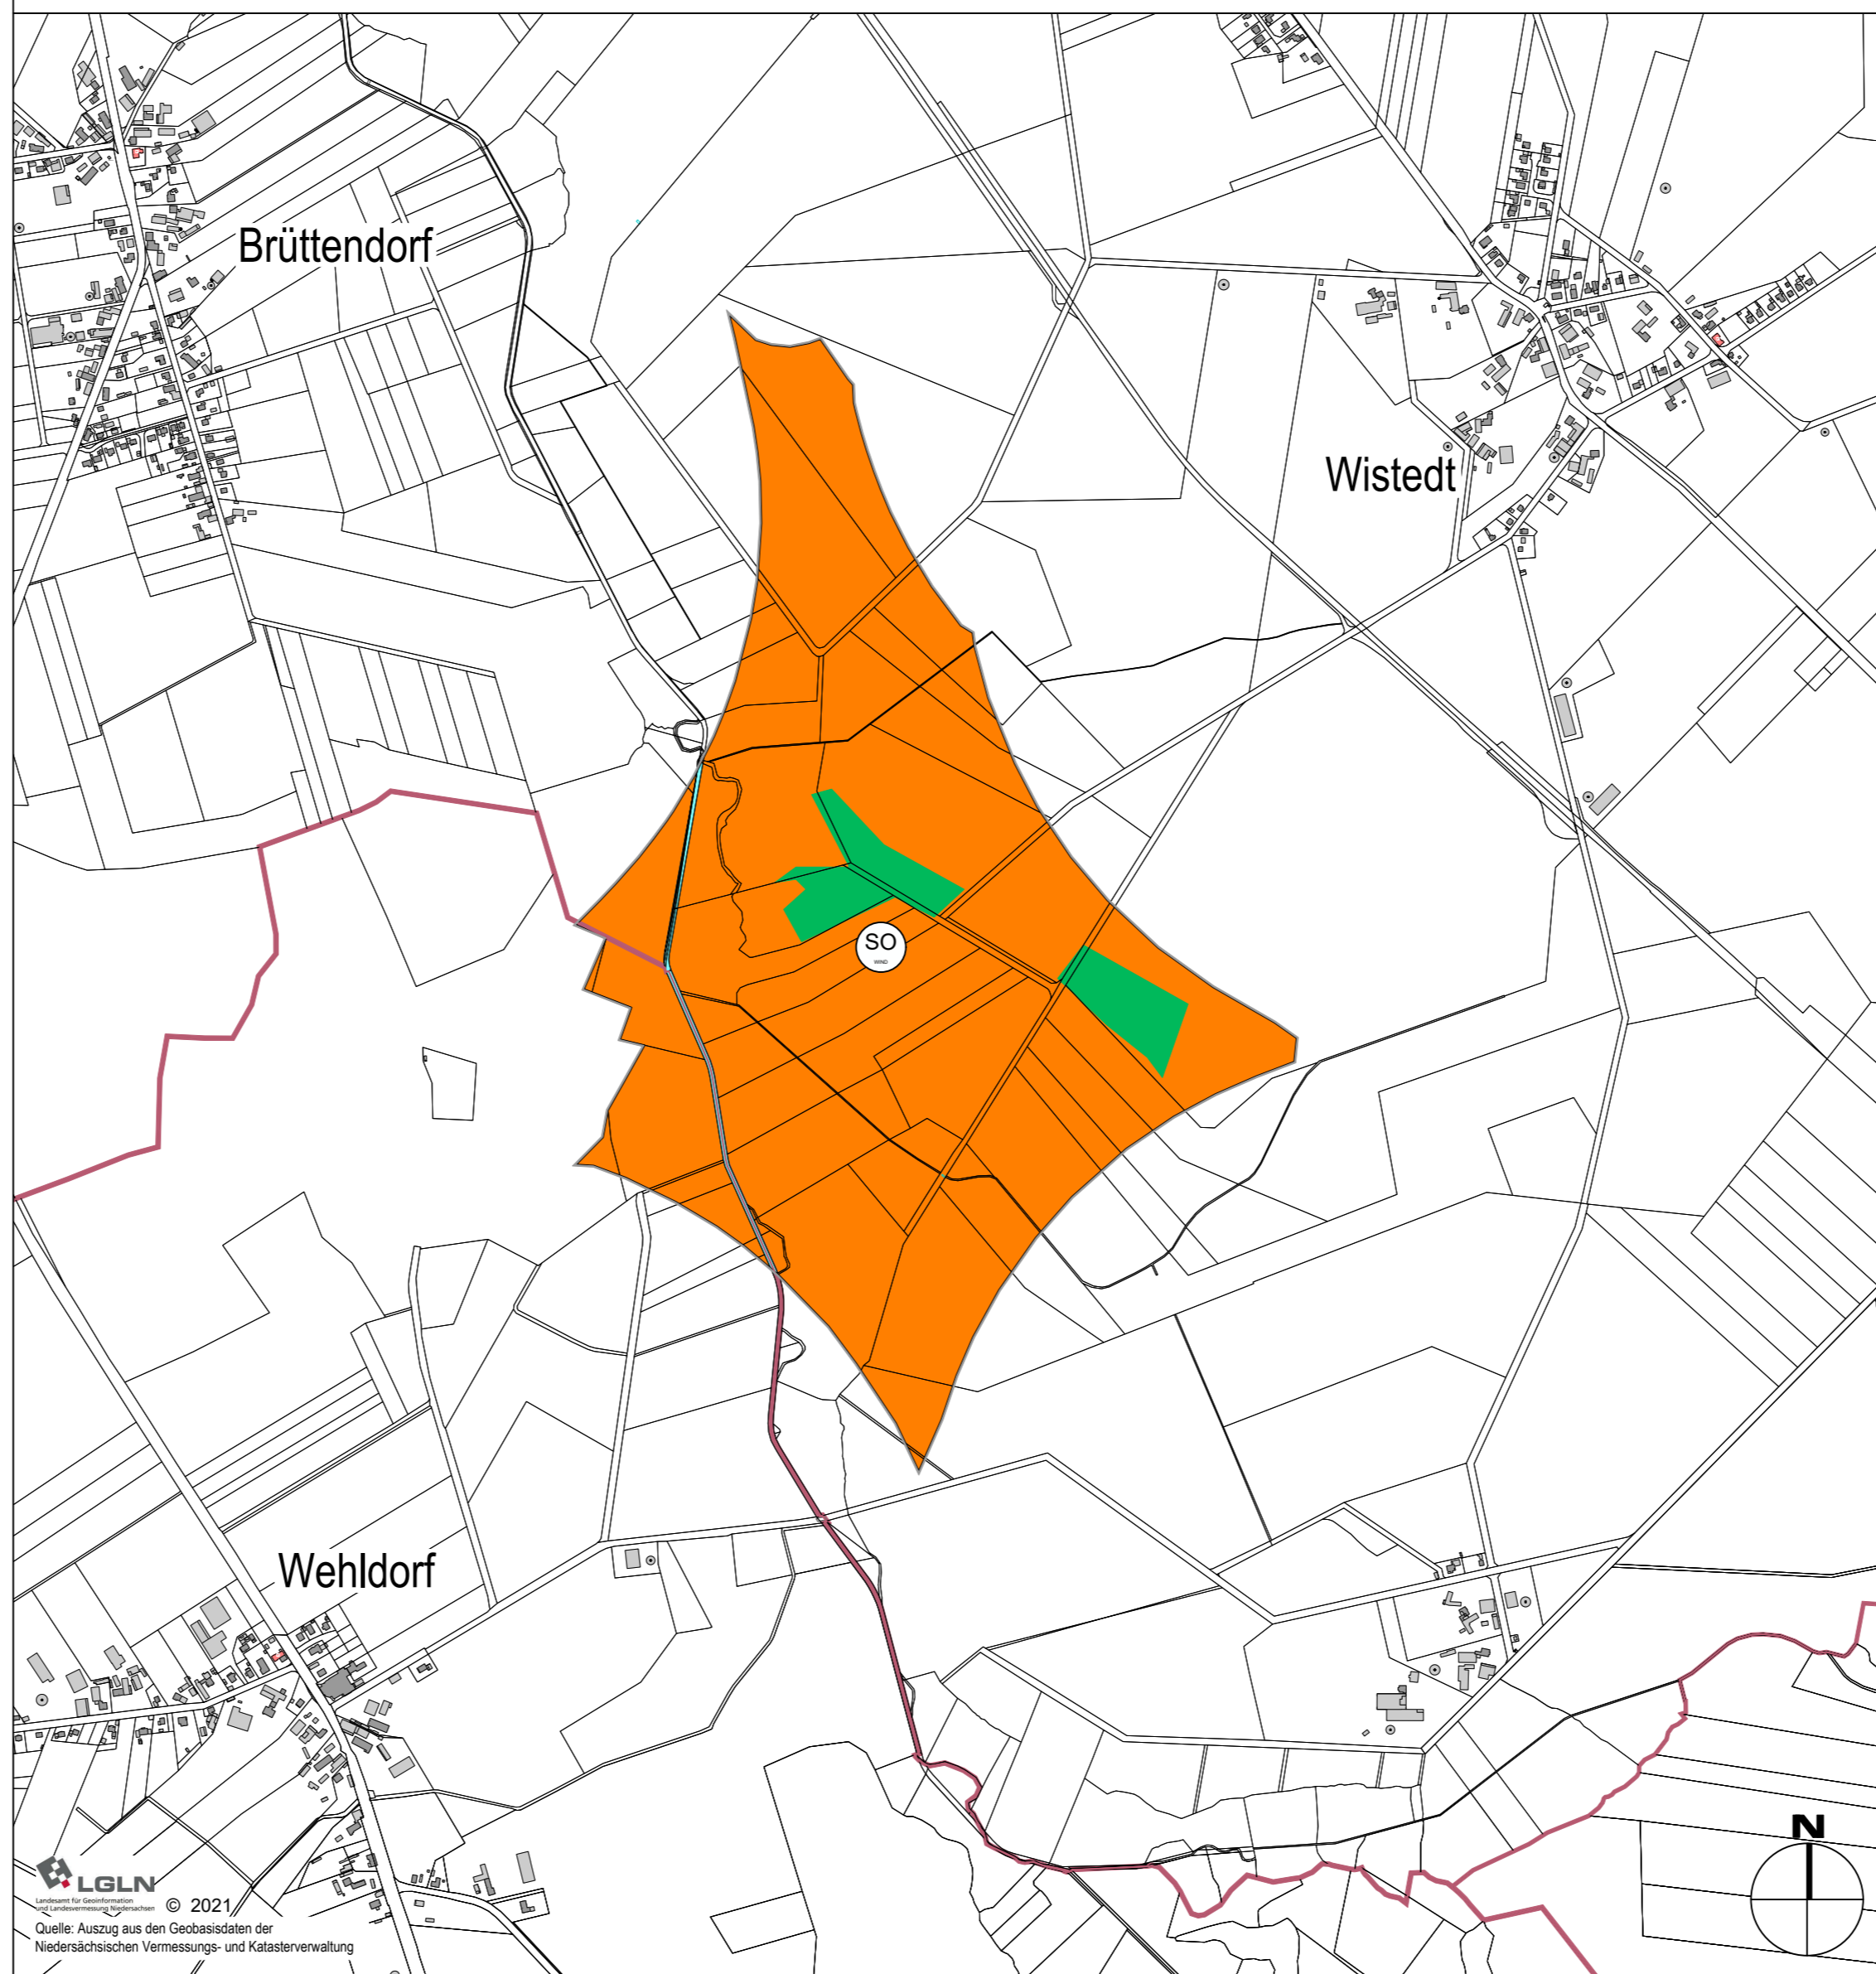 Brüttendorf
Wistedt
SO
WIND
Wehldorf
N
LGLN
Landesamt für Geoinformation
und Landesvermessung Niedersachsen
© 2021
Quelle: Auszug aus den Geobasisdaten der
Niedersächsischen Vermessungs- und Katasterverwaltung